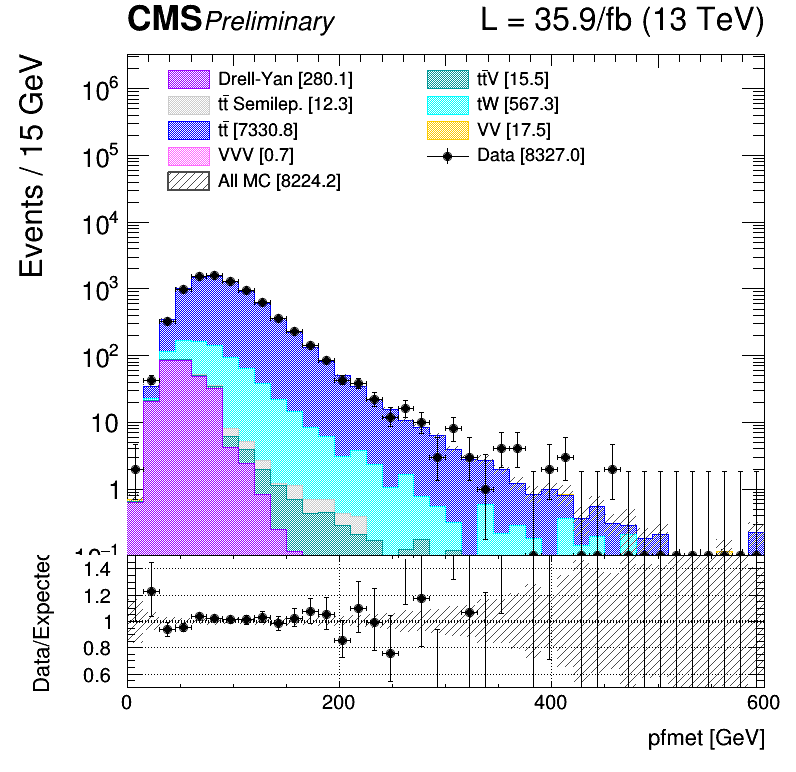 CMS Preliminary L = 35.9/fb (13 TeV)
Events / 15 GeV
Drell-Yan [280.1]
tt̄ Semilep. [12.3]
tt̄ [7330.8]
VVV [0.7]
All MC [8224.2]
tt̄V [15.5]
tW [567.3]
VV [17.5]
Data [8327.0]
10⁶
10⁵
10⁴
10³
10²
10
1
10⁻¹
Data/Expected
1.4
1.2
1
0.8
0.6
0 200 400 600
pfmet [GeV]